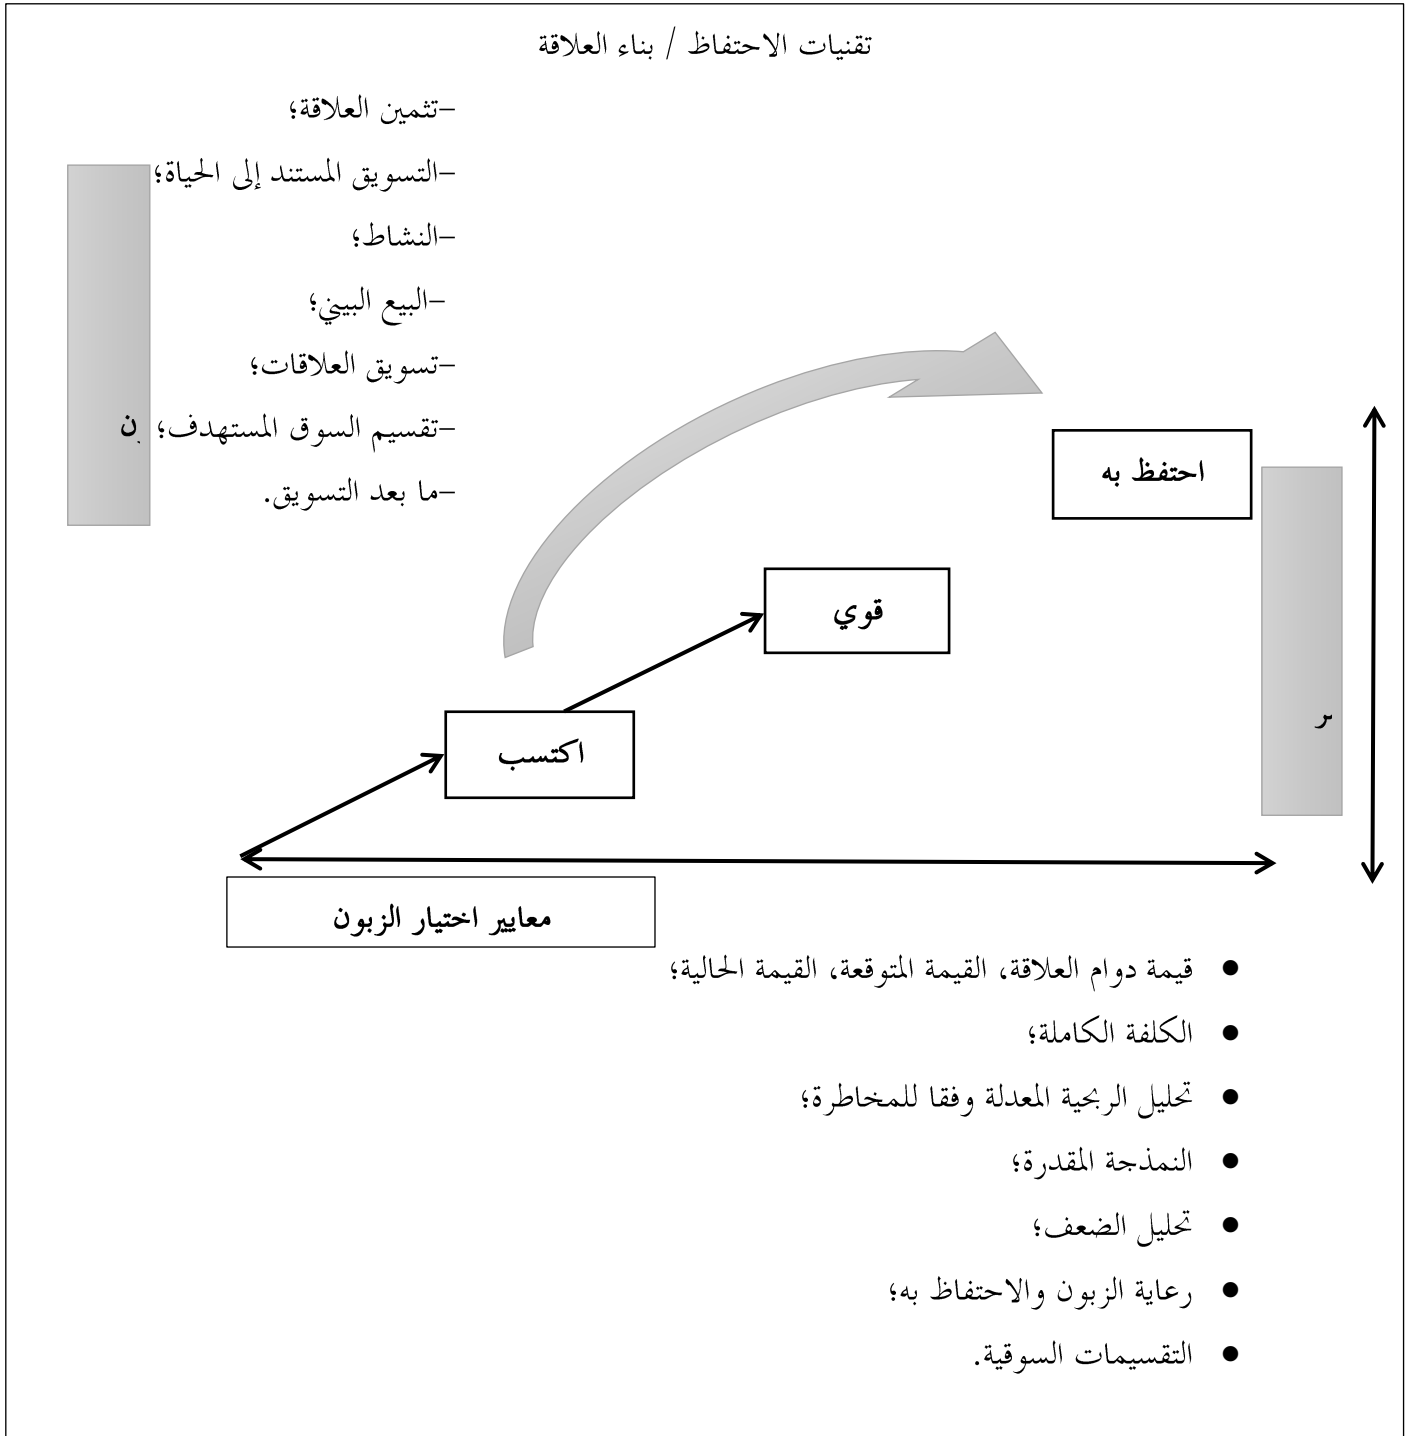 تقنيات الاحتفاظ / بناء العلاقة
-تثمين العلاقة؛
-التسويق المستند إلى الحياة؛
-النشاط؛
-البيع البيني؛
-تسويق العلاقات؛
-تقسيم السوق المستهدف؛
-ما بعد التسويق.
احتفظ به
قوي
اكتسب
معايير اختيار الزبون
● قيمة دوام العلاقة، القيمة المتوقعة، القيمة الحالية؛
● الكلفة الكاملة؛
● تحليل الربحية المعدلة وفقا للمخاطرة؛
● النمذجة المقدرة؛
● تحليل الضعف؛
● رعاية الزبون والاحتفاظ به؛
● التقسيمات السوقية.